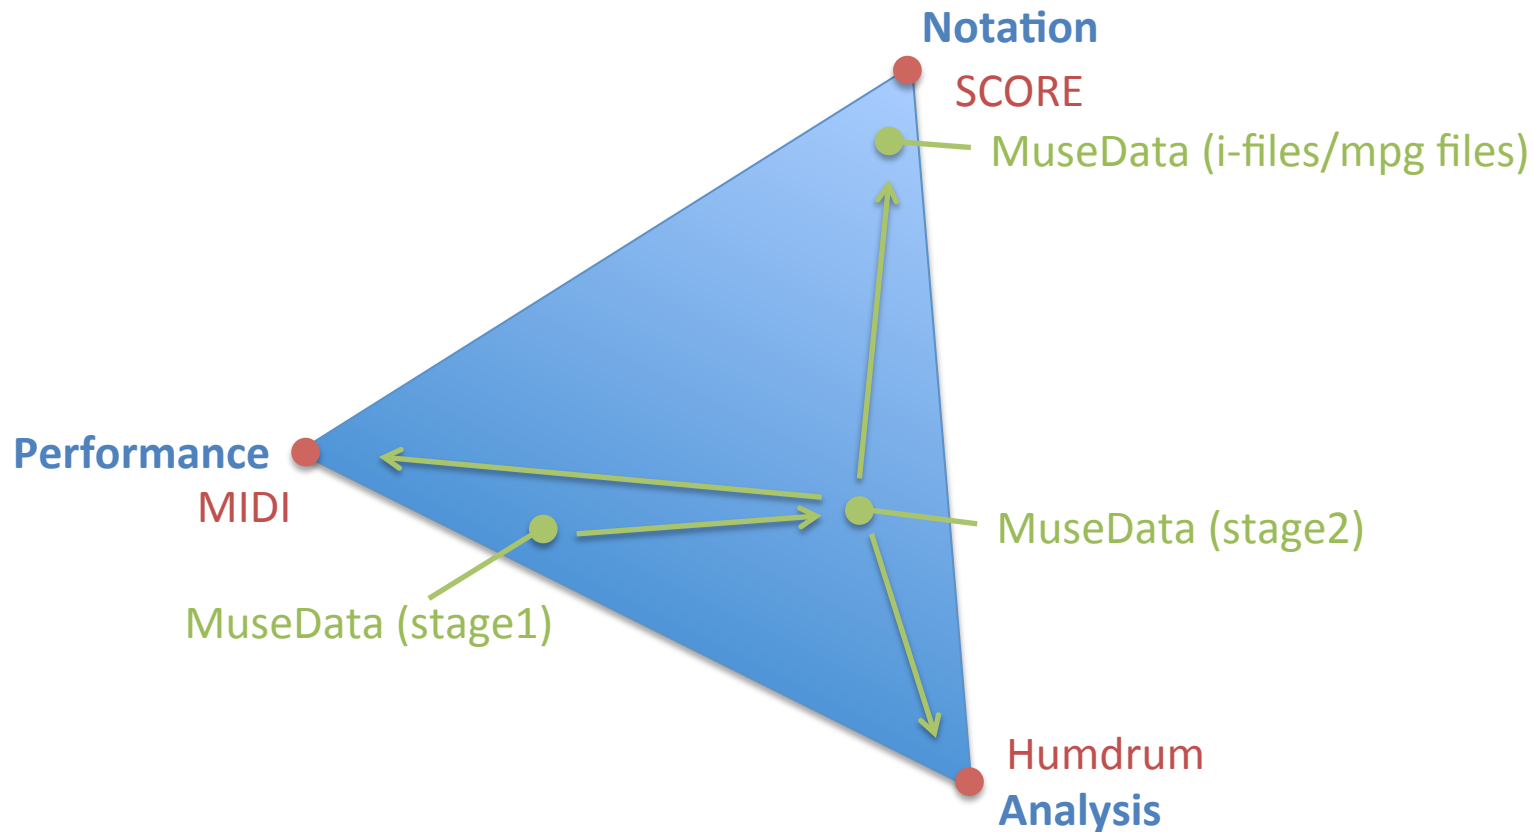 Notation
SCORE
MuseData (i-files/mpg files)
Performance
MIDI
MuseData (stage2)
MuseData (stage1)
Humdrum
Analysis